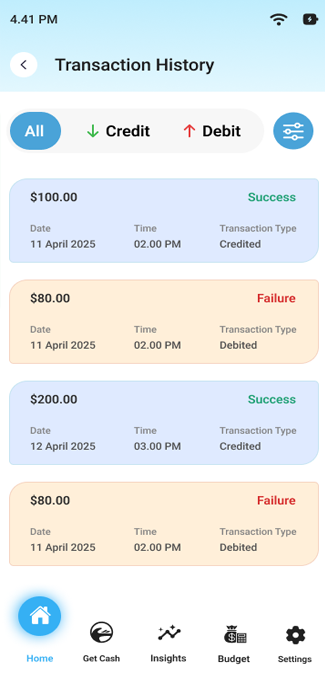 4.41 PM
Transaction History
All Credit Debit
$100.00 Success
Date Time Transaction Type
11 April 2025 02.00 PM Credited
$80.00 Failure
Date Time Transaction Type
11 April 2025 02.00 PM Debited
$200.00 Success
Date Time Transaction Type
12 April 2025 03.00 PM Credited
$80.00 Failure
Date Time Transaction Type
11 April 2025 02.00 PM Debited
Home Get Cash Insights Budget Settings